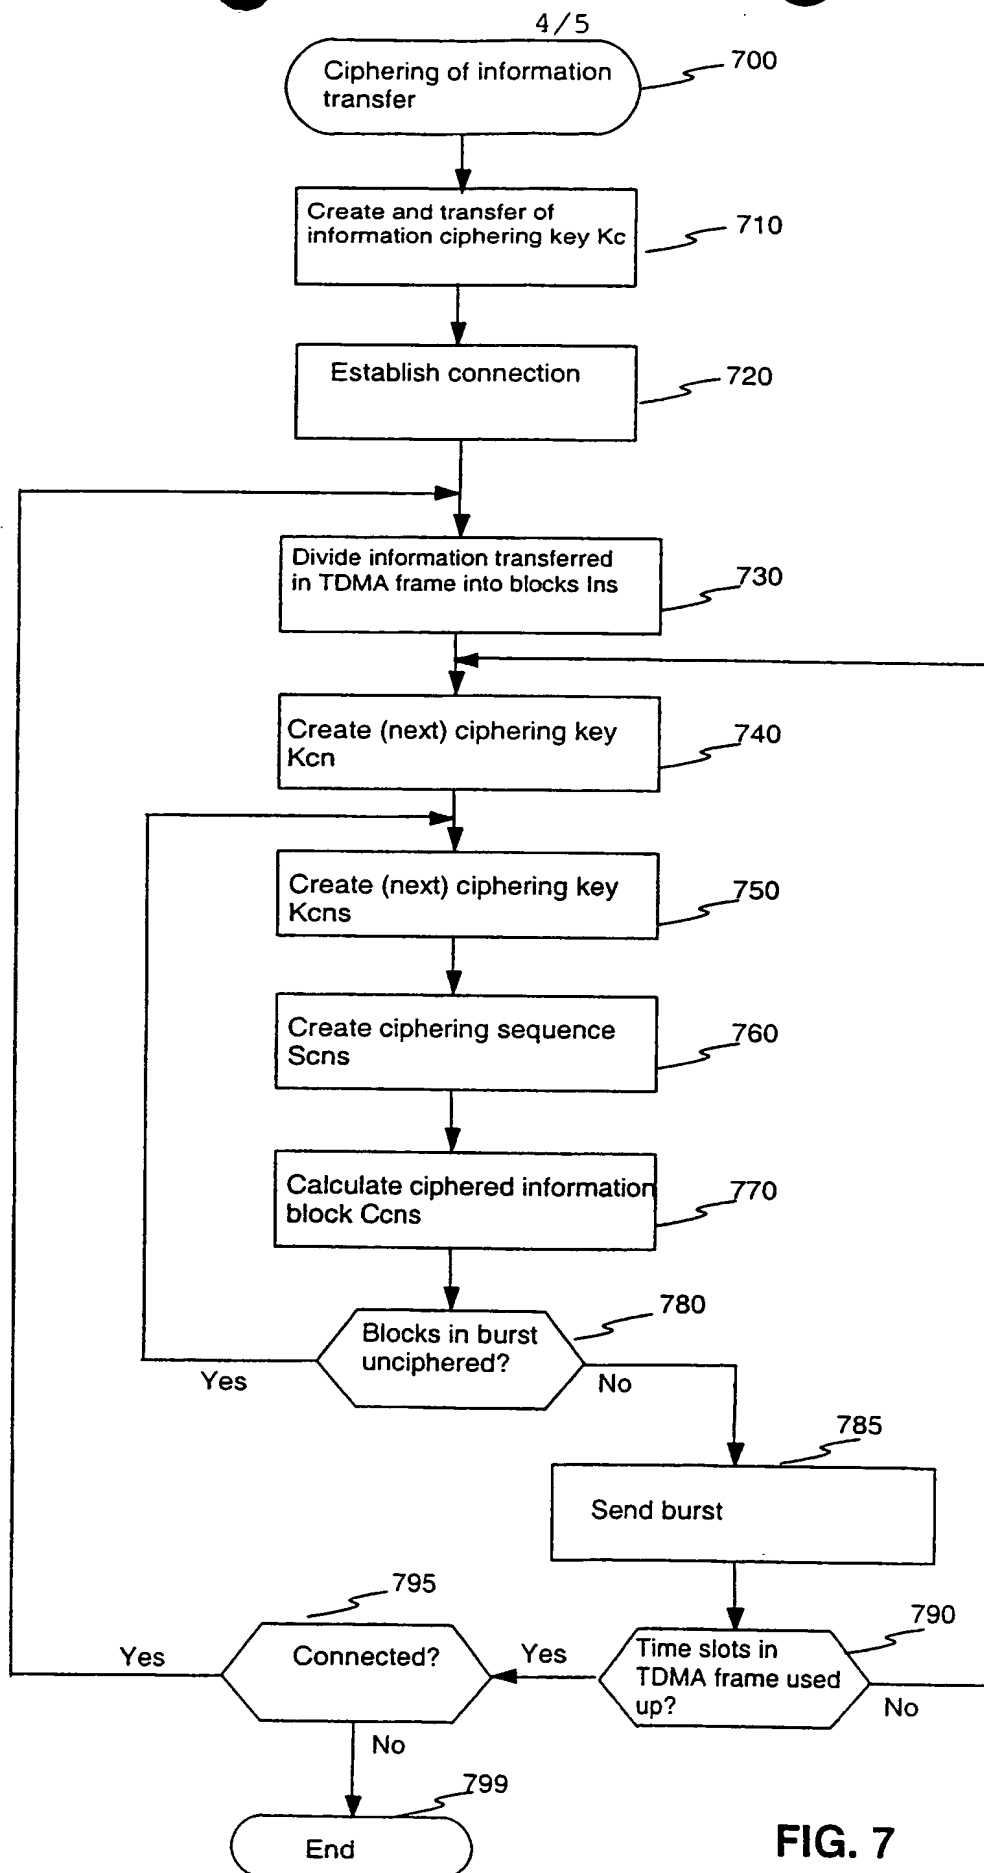 4/5
Ciphering of information
transfer
700
Create and transfer of
information ciphering key Kc
710
Establish connection
720
Divide information transferred
in TDMA frame into blocks Ins
730
Create (next) ciphering key
Kcn
740
Create (next) ciphering key
Kcns
750
Create ciphering sequence
Scns
760
Calculate ciphered information
block Ccns
770
Blocks in burst
unciphered?
780
Yes
No
785
Send burst
795
Connected?
Yes
790
Time slots in
TDMA frame used
up?
Yes
No
No
799
End
FIG. 7